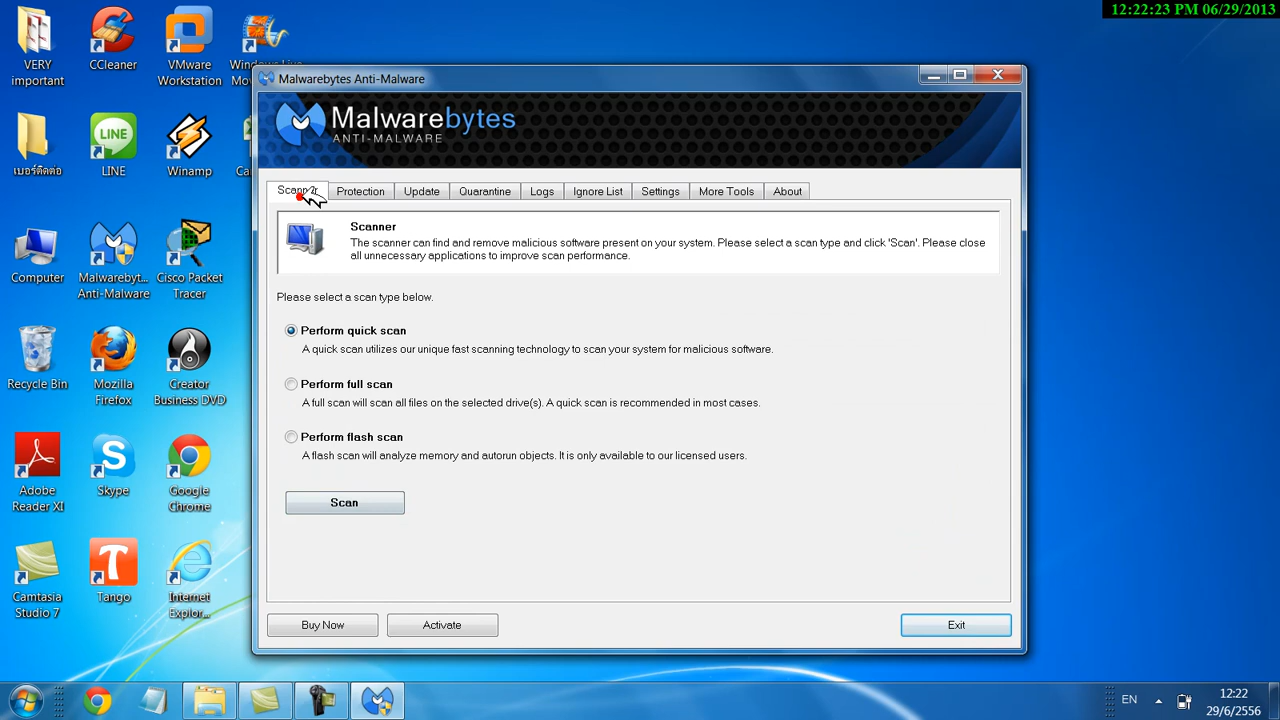 12:22:23 PM 06/29/2013
VERY
important
CCleaner
VMware
Workstation
เบอร์ติดต่อ
LINE
Winamp
Computer
Malwarebyt...
Anti-Malware
Cisco Packet
Tracer
Recycle Bin
Mozilla
Firefox
Creator
Business DVD
Adobe
Reader XI
Skype
Google
Chrome
Camtasia
Studio 7
Tango
Internet
Explor...
Malwarebytes Anti-Malware
Malwarebytes
ANTI-MALWARE
Protection
Update
Quarantine
Logs
Ignore List
Settings
More Tools
About
Scanner
The scanner can find and remove malicious software present on your system. Please select a scan type and click 'Scan'. Please close
all unnecessary applications to improve scan performance.
Please select a scan type below.
Perform quick scan
A quick scan utilizes our unique fast scanning technology to scan your system for malicious software.
Perform full scan
A full scan will scan all files on the selected drive(s). A quick scan is recommended in most cases.
Perform flash scan
A flash scan will analyze memory and autorun objects. It is only available to our licensed users.
Scan
Buy Now
Activate
Exit
EN
12:22
29/6/2556